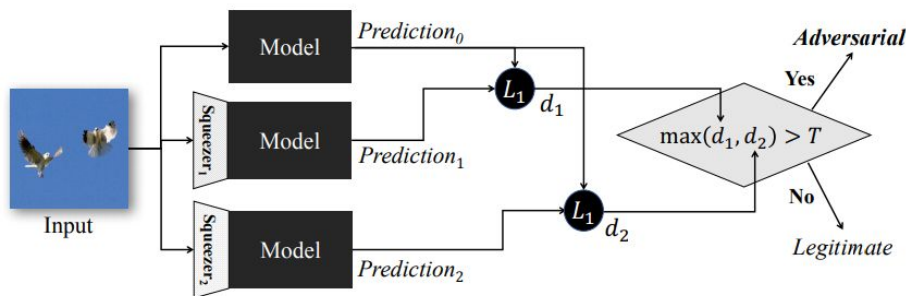 Prediction₀
Adversarial
Model
Yes
L₁
d₁
Squeezer₁
Model
max(d₁, d₂) > T
Prediction₁
No
L₁
d₂
Input
Squeezer₂
Model
Legitimate
Prediction₂